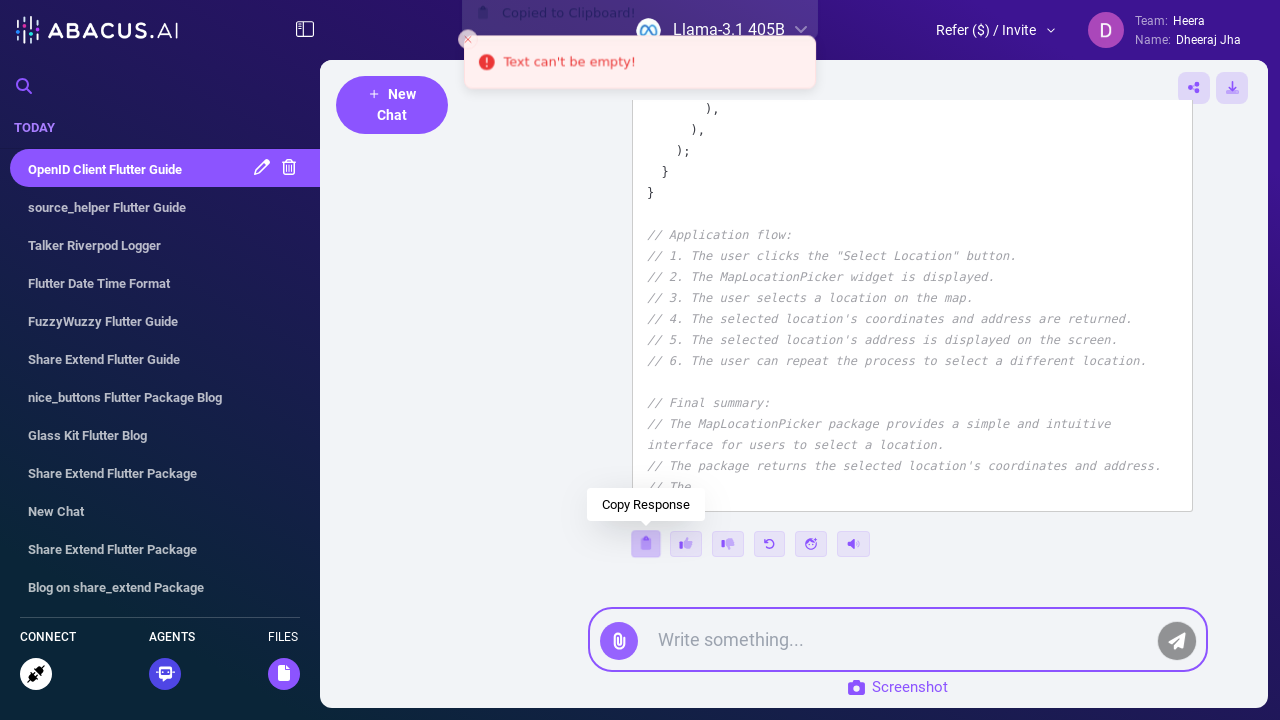 ABACUS.AI
Copied to Clipboard!
Llama-3.1 405B
Refer ($) / Invite
D
Team: Heera
Name: Dheeraj Jha
Text can't be empty!
TODAY
OpenID Client Flutter Guide
source_helper Flutter Guide
Talker Riverpod Logger
Flutter Date Time Format
FuzzyWuzzy Flutter Guide
Share Extend Flutter Guide
nice_buttons Flutter Package Blog
Glass Kit Flutter Blog
Share Extend Flutter Package
New Chat
Share Extend Flutter Package
Blog on share_extend Package
CONNECT
AGENTS
FILES
+ New
Chat
),
),
);
}
}
// Application flow:
// 1. The user clicks the "Select Location" button.
// 2. The MapLocationPicker widget is displayed.
// 3. The user selects a location on the map.
// 4. The selected location's coordinates and address are returned.
// 5. The selected location's address is displayed on the screen.
// 6. The user can repeat the process to select a different location.
// Final summary:
// The MapLocationPicker package provides a simple and intuitive
interface for users to select a location.
// The package returns the selected location's coordinates and address.
// The
Copy Response
Write something...
Screenshot